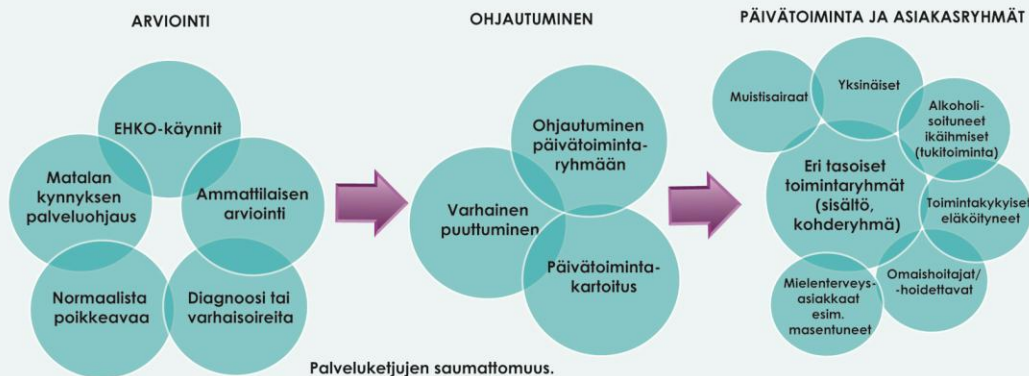 ARVIOINTI
EHKO-käynnit
Matalan
kynnyksen
palveluohjaus
Ammattilaisen
arviointi
Normaalista
poikkeavaa
Diagnoosi tai
varhaisoireita
OHJAUTUMINEN
Ohjautuminen
päivätoiminta-
ryhmään
Varhainen
puuttuminen
Päivätoiminta-
kartoitus
PÄIVÄTOIMINTA JA ASIAKASRYHMÄT
Muistisairaat
Yksinäiset
Alkoholi-
soituneet
ikäihmiset
(tukitoiminta)
Eri tasoiset
toimintaryhmät
(sisältö,
kohderyhmä)
Toimintakykyiset
eläköityneet
Omaishoitajat/
-hoidettavat
Mielenterveys-
asiakkaat
esim.
masentuneet
Palveluketjujen saumattomuus.